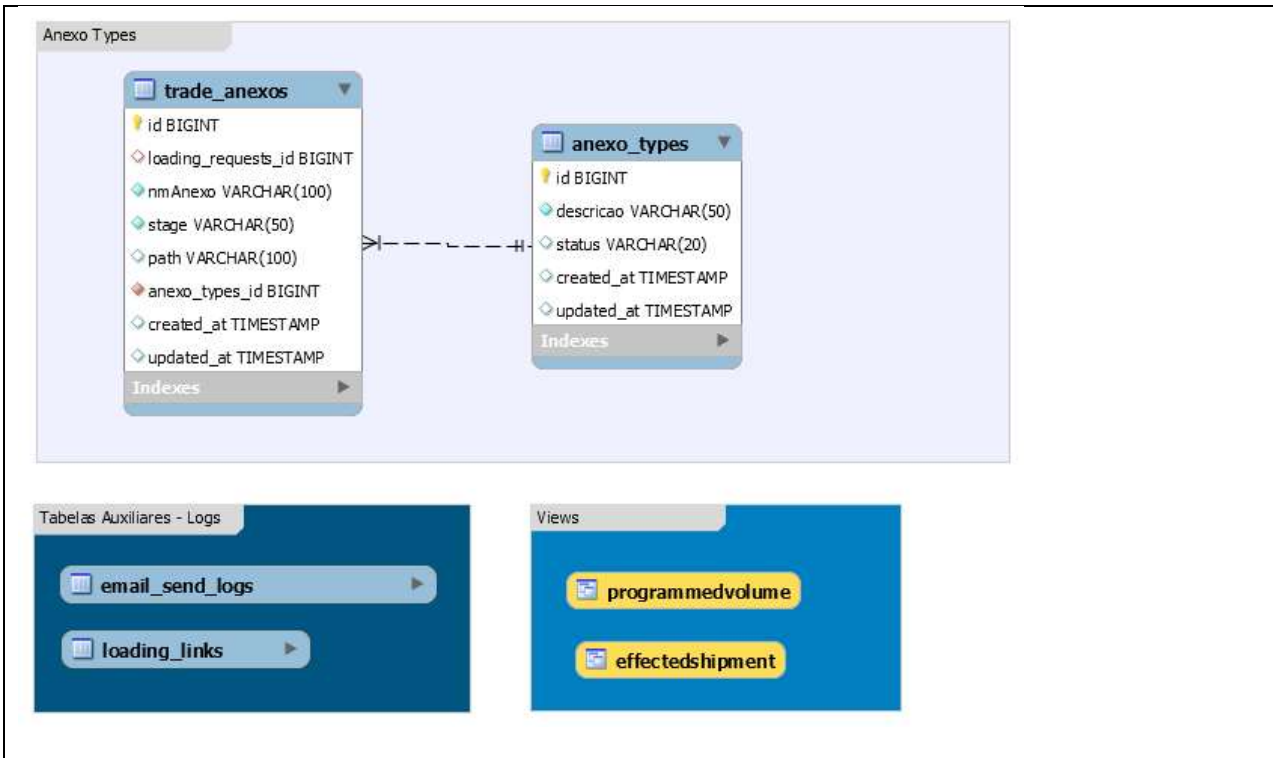 Anexo Types
trade_anexos
id BIGINT
loading_requests_id BIGINT
nmAnexo VARCHAR(100)
stage VARCHAR(50)
path VARCHAR(100)
anexo_types_id BIGINT
created_at TIMESTAMP
updated_at TIMESTAMP
Indexes
anexo_types
id BIGINT
descricao VARCHAR(50)
status VARCHAR(20)
created_at TIMESTAMP
updated_at TIMESTAMP
Indexes
Tabelas Auxiliares - Logs
email_send_logs
loading_links
Views
programmedvolume
effectedshipment